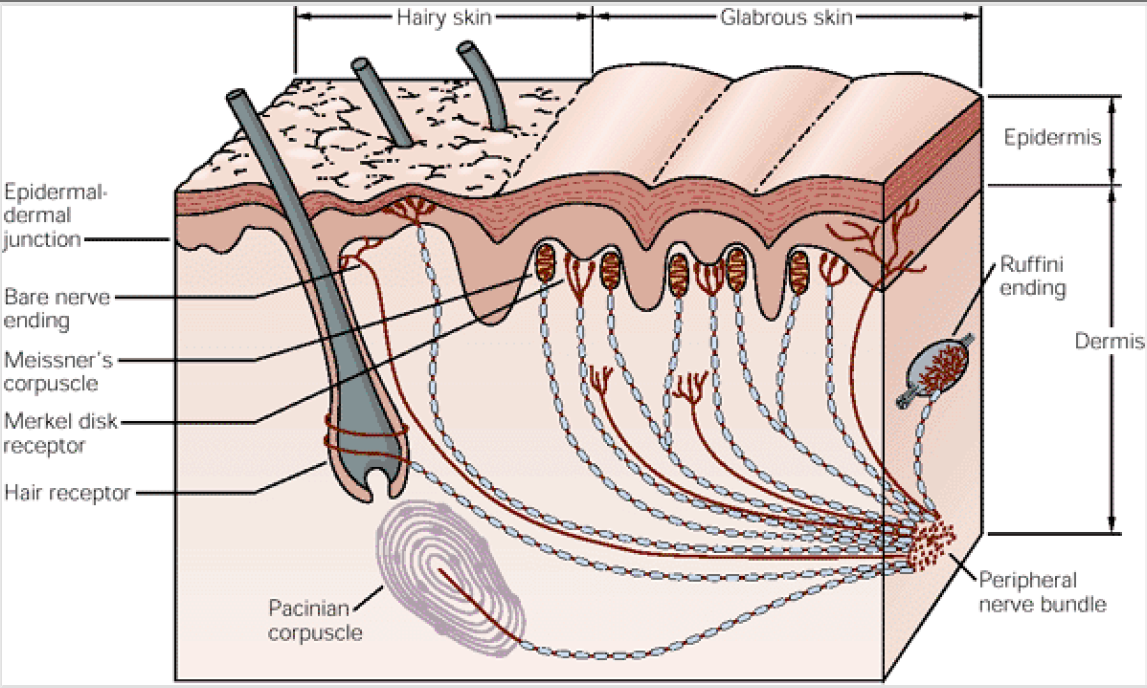 Hairy skin
Glabrous skin
Epidermis
Epidermal-
dermal
junction
Ruffini
ending
Bare nerve
ending
Dermis
Meissner's
corpuscle
Merkel disk
receptor
Hair receptor
Peripheral
nerve bundle
Pacinian
corpuscle